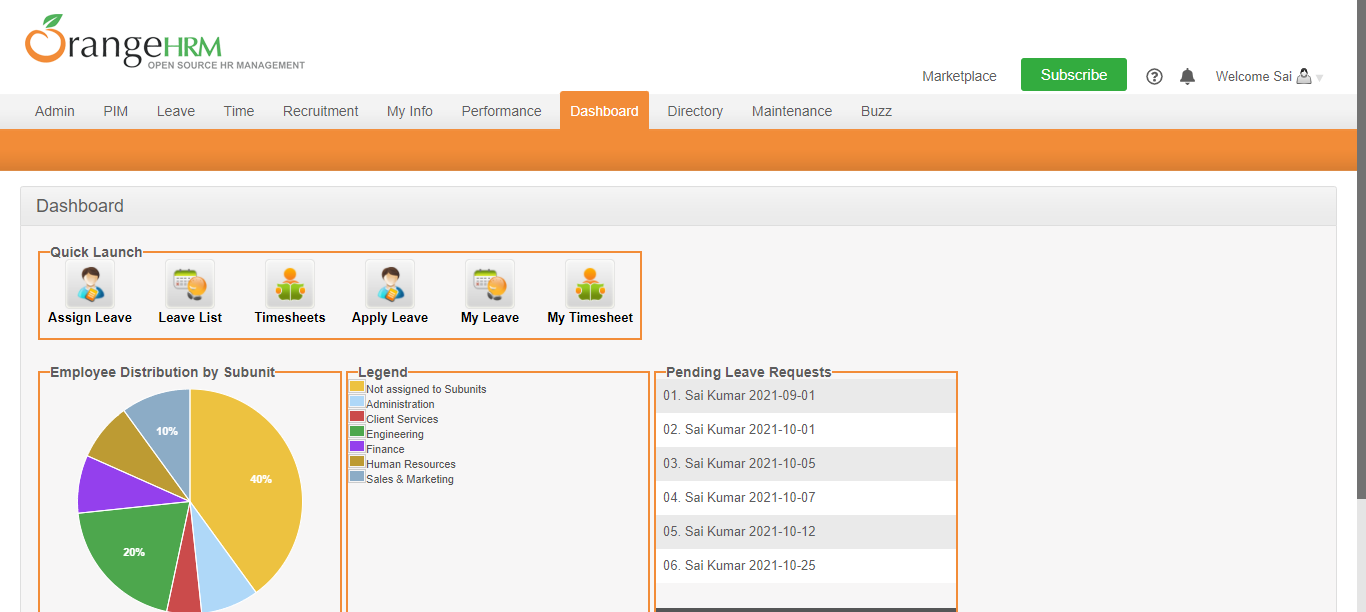 OrangeHRM
OPEN SOURCE HR MANAGEMENT
Marketplace
Subscribe
?
Welcome Sai
Admin PIM Leave Time Recruitment My Info Performance Dashboard Directory Maintenance Buzz
Dashboard
Quick Launch
Assign Leave Leave List Timesheets Apply Leave My Leave My Timesheet
Employee Distribution by Subunit
10%
40%
20%
Legend
Not assigned to Subunits
Administration
Client Services
Engineering
Finance
Human Resources
Sales & Marketing
Pending Leave Requests
01. Sai Kumar 2021-09-01
02. Sai Kumar 2021-10-01
03. Sai Kumar 2021-10-05
04. Sai Kumar 2021-10-07
05. Sai Kumar 2021-10-12
06. Sai Kumar 2021-10-25